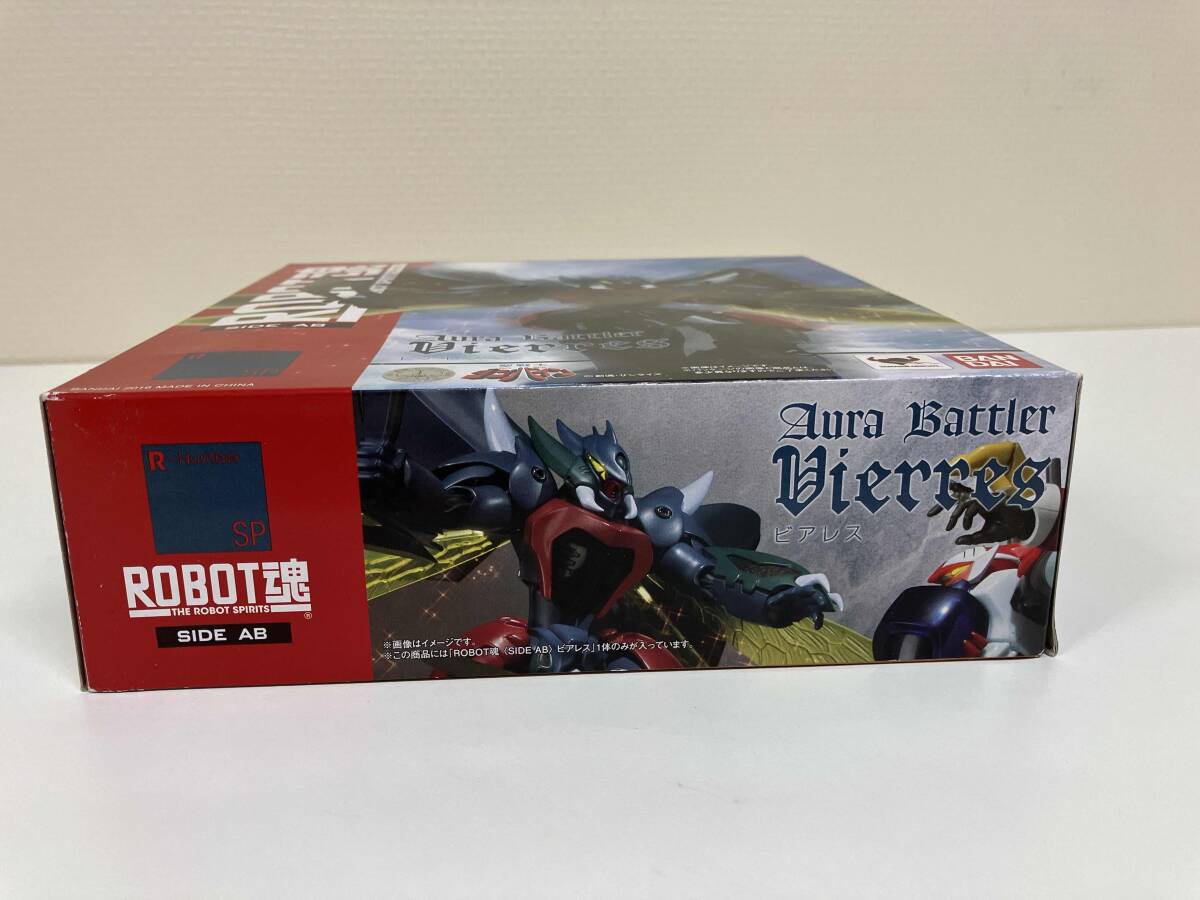 SIDE AB
SP
Aura Battler
Vierres
BAN
DAI
BANDAI 2016 MADE IN CHINA
R
SP
ROBOT魂
THE ROBOT SPIRITS
®
SIDE AB
Aura Battler
Vierres
ビアレス
※画像はイメージです。
※この商品には「ROBOT魂〈SIDE AB〉ビアレス」1体のみが入っています。